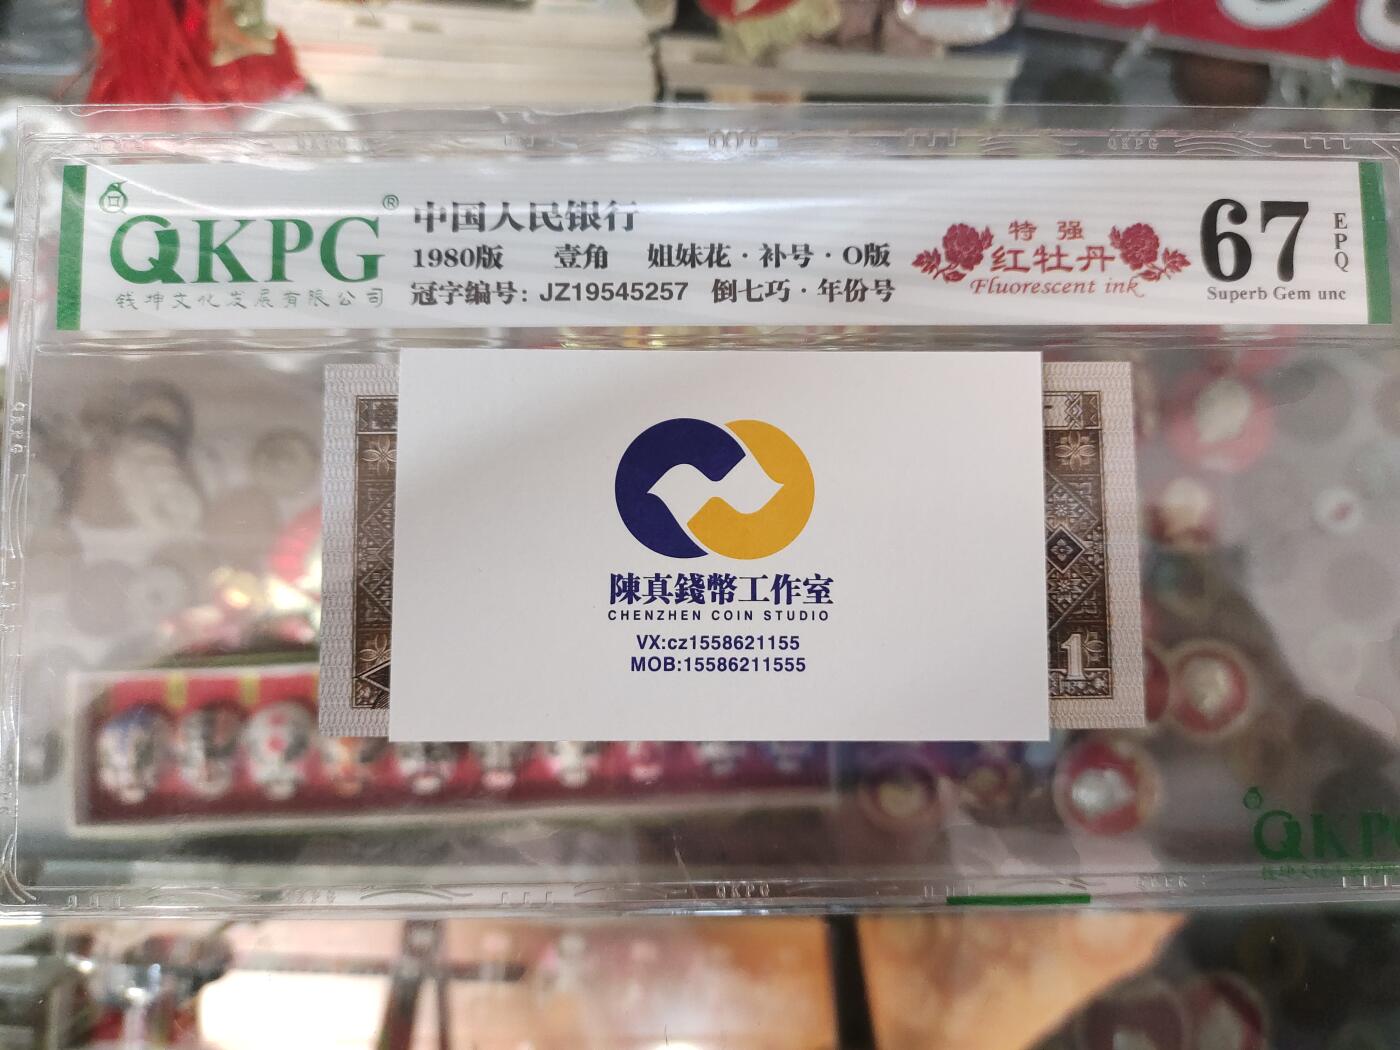 QKPG®
钱坤文化发展有限公司
中国人民银行
1980版 壹角 姐妹花·补号·O版
冠字编号: JZ19545257 倒七巧·年份号
特强
红牡丹
Fluorescent ink
67
EPQ
Superb Gem unc
陳真錢幣工作室
CHENZHEN COIN STUDIO
VX:cz1558621155
MOB:15586211555
1
QKPG